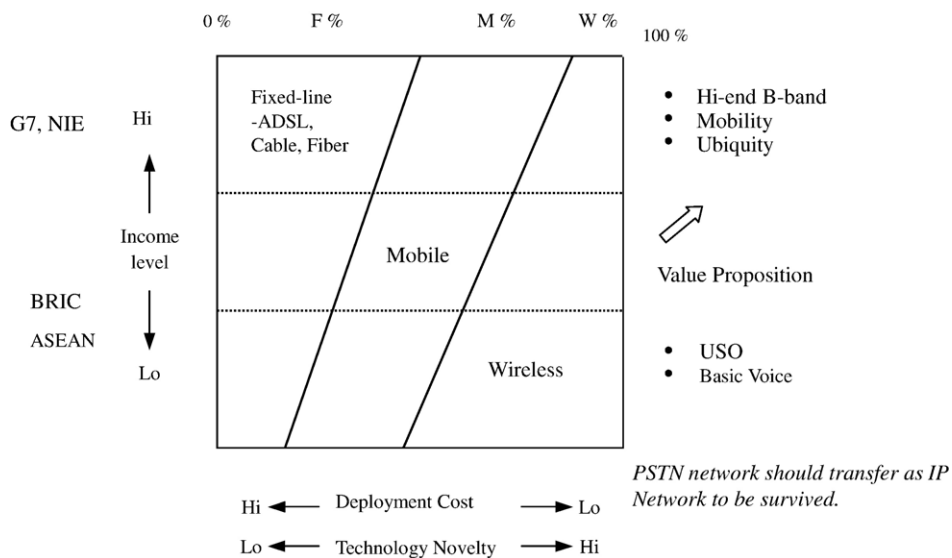 0 %
F %
M %
W %
100 %
G7, NIE
Hi
Fixed-line
-ADSL,
Cable, Fiber
• Hi-end B-band
• Mobility
• Ubiquity
Income
level
Mobile
Value Proposition
BRIC
ASEAN
Lo
Wireless
• USO
• Basic Voice
PSTN network should transfer as IP
Network to be survived.
Hi Deployment Cost Lo
Lo Technology Novelty Hi